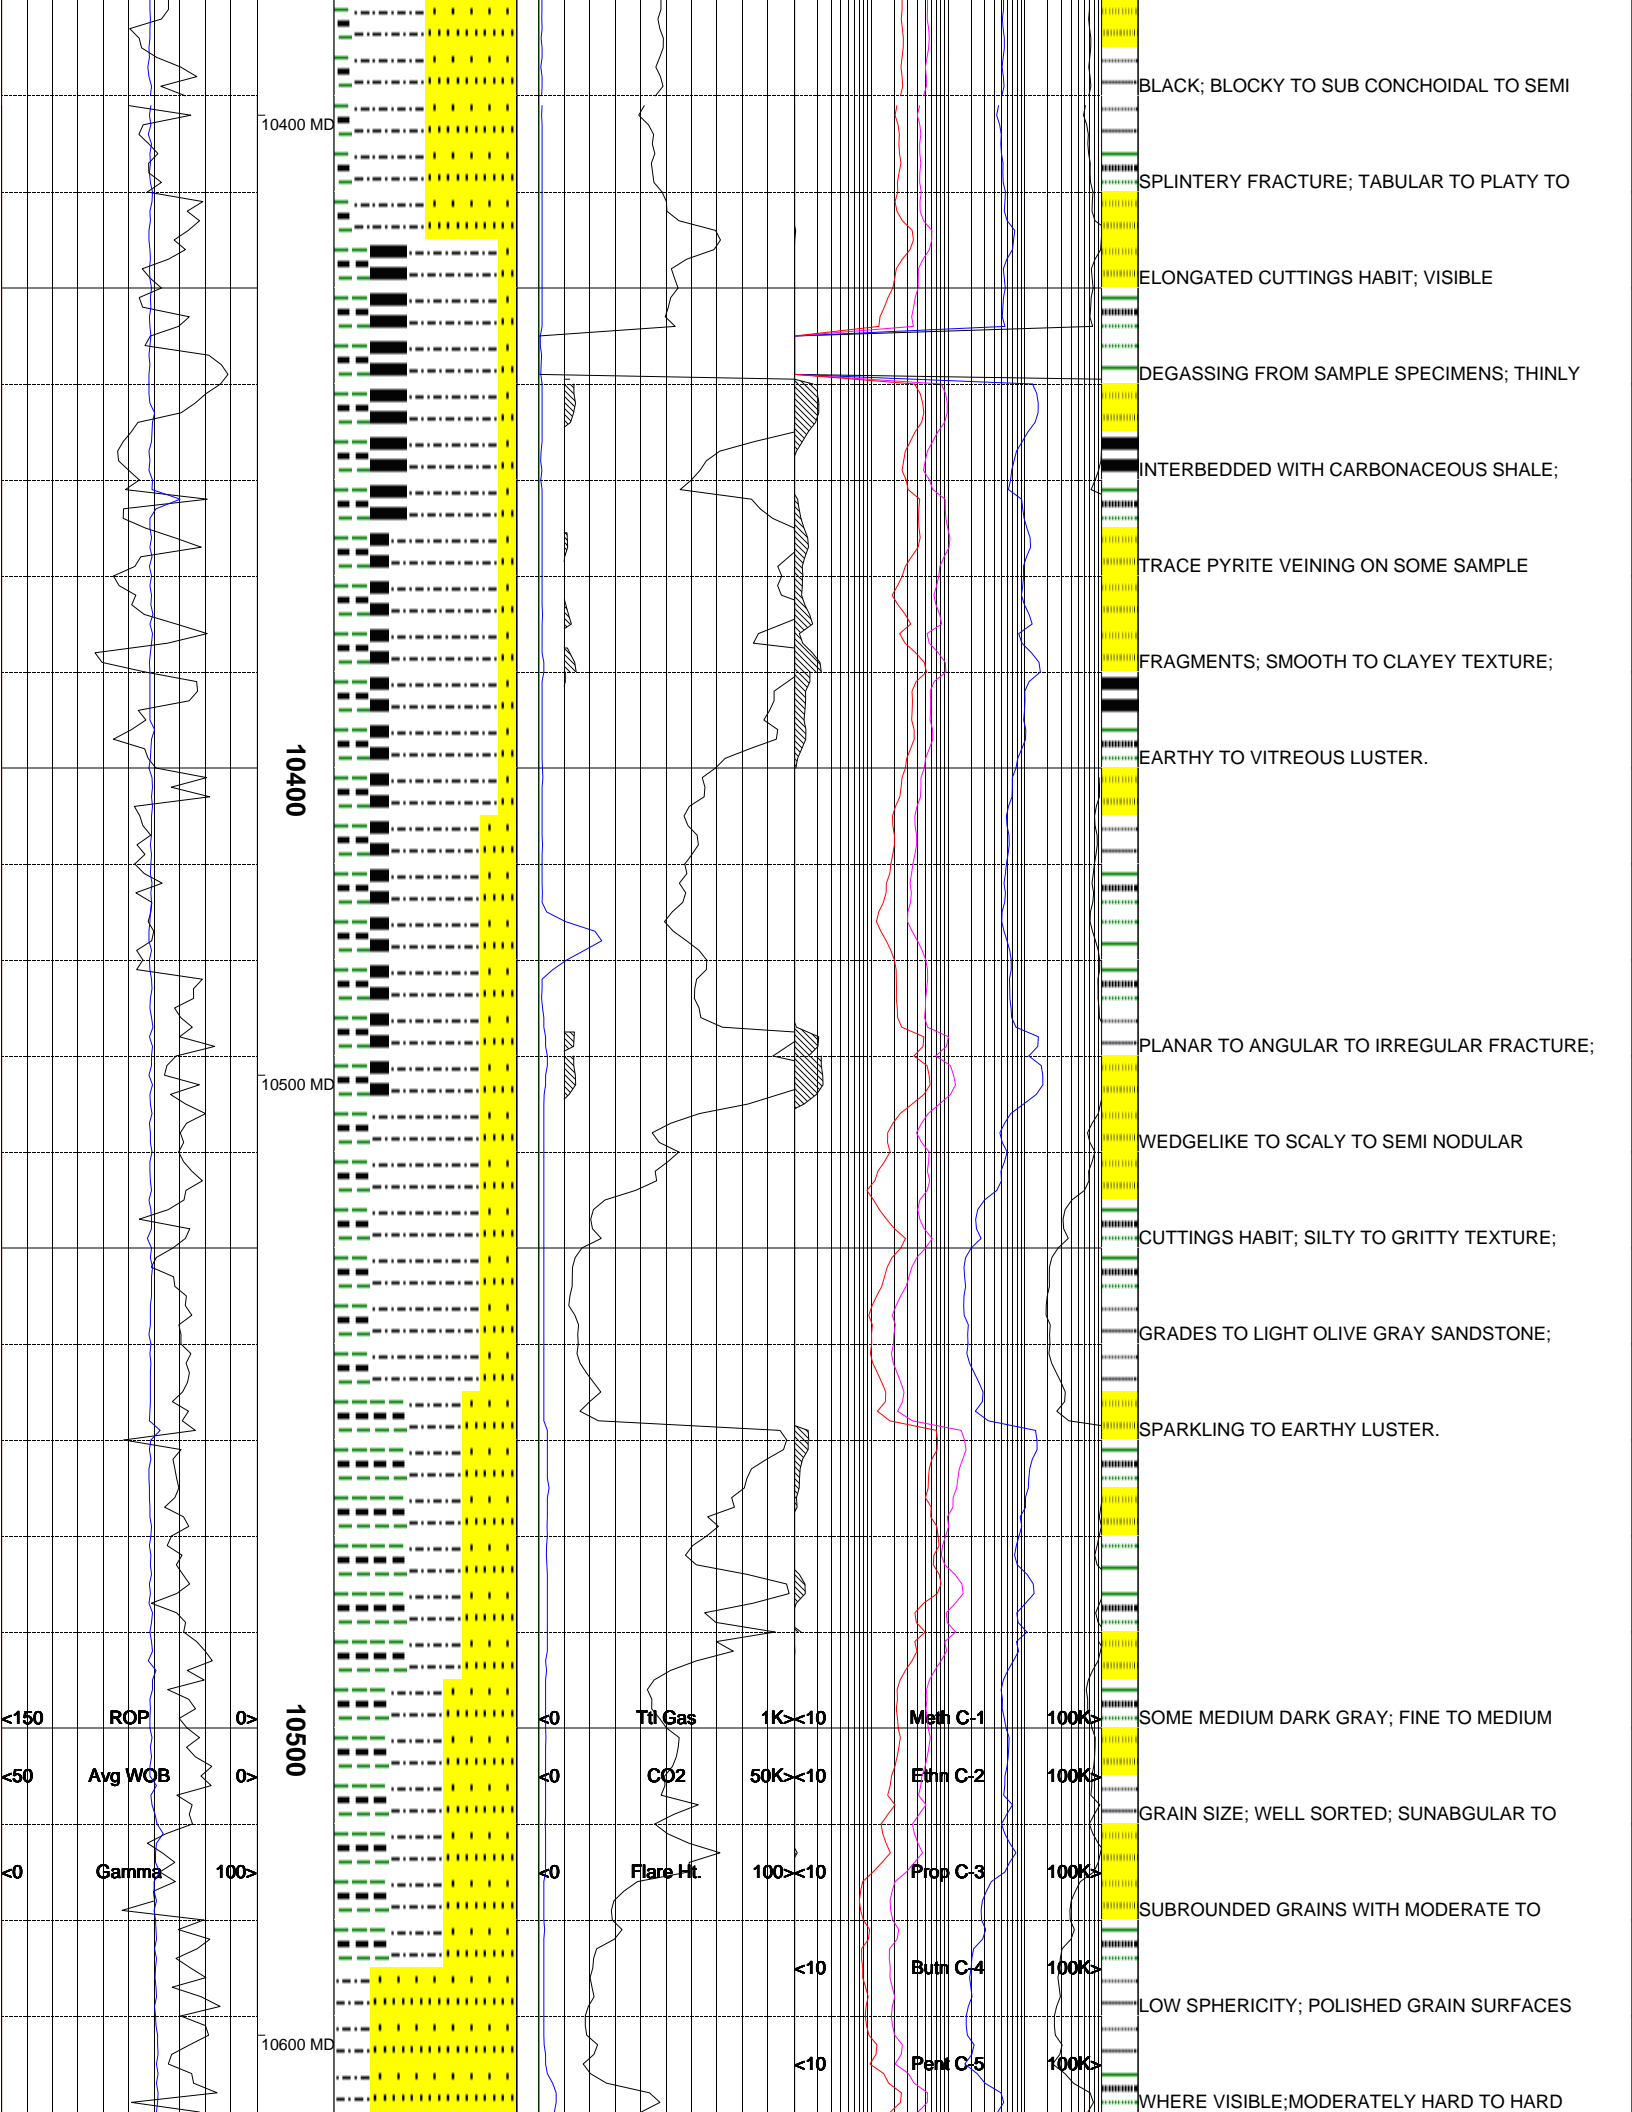 BLACK; BLOCKY TO SUB CONCHOIDAL TO SEMI
10400 MD
SPLINTERY FRACTURE; TABULAR TO PLATY TO
ELONGATED CUTTINGS HABIT; VISIBLE
DEGASSING FROM SAMPLE SPECIMENS; THINLY
INTERBEDDED WITH CARBONACEOUS SHALE;
TRACE PYRITE VEINING ON SOME SAMPLE
FRAGMENTS; SMOOTH TO CLAYEY TEXTURE;
EARTHY TO VITREOUS LUSTER.
10400
PLANAR TO ANGULAR TO IRREGULAR FRACTURE;
10500 MD
WEDGELIKE TO SCALY TO SEMI NODULAR
CUTTINGS HABIT; SILTY TO GRITTY TEXTURE;
GRADES TO LIGHT OLIVE GRAY SANDSTONE;
SPARKLING TO EARTHY LUSTER.
<150 ROP 0> <0 Ttl Gas 1K> <10 Meth C-1 100K> SOME MEDIUM DARK GRAY; FINE TO MEDIUM
10500
<50 Avg WOB 0> <0 CO2 50K> <10 Ethn C-2 100K>
GRAIN SIZE; WELL SORTED; SUNABGULAR TO
<0 Gamma 100> <0 Flare Ht. 100> <10 Prop C-3 100K>
SUBROUNDED GRAINS WITH MODERATE TO
<10 Butn C-4 100K>
LOW SPHERICITY; POLISHED GRAIN SURFACES
10600 MD
<10 Pent C-5 100K>
WHERE VISIBLE;MODERATELY HARD TO HARD